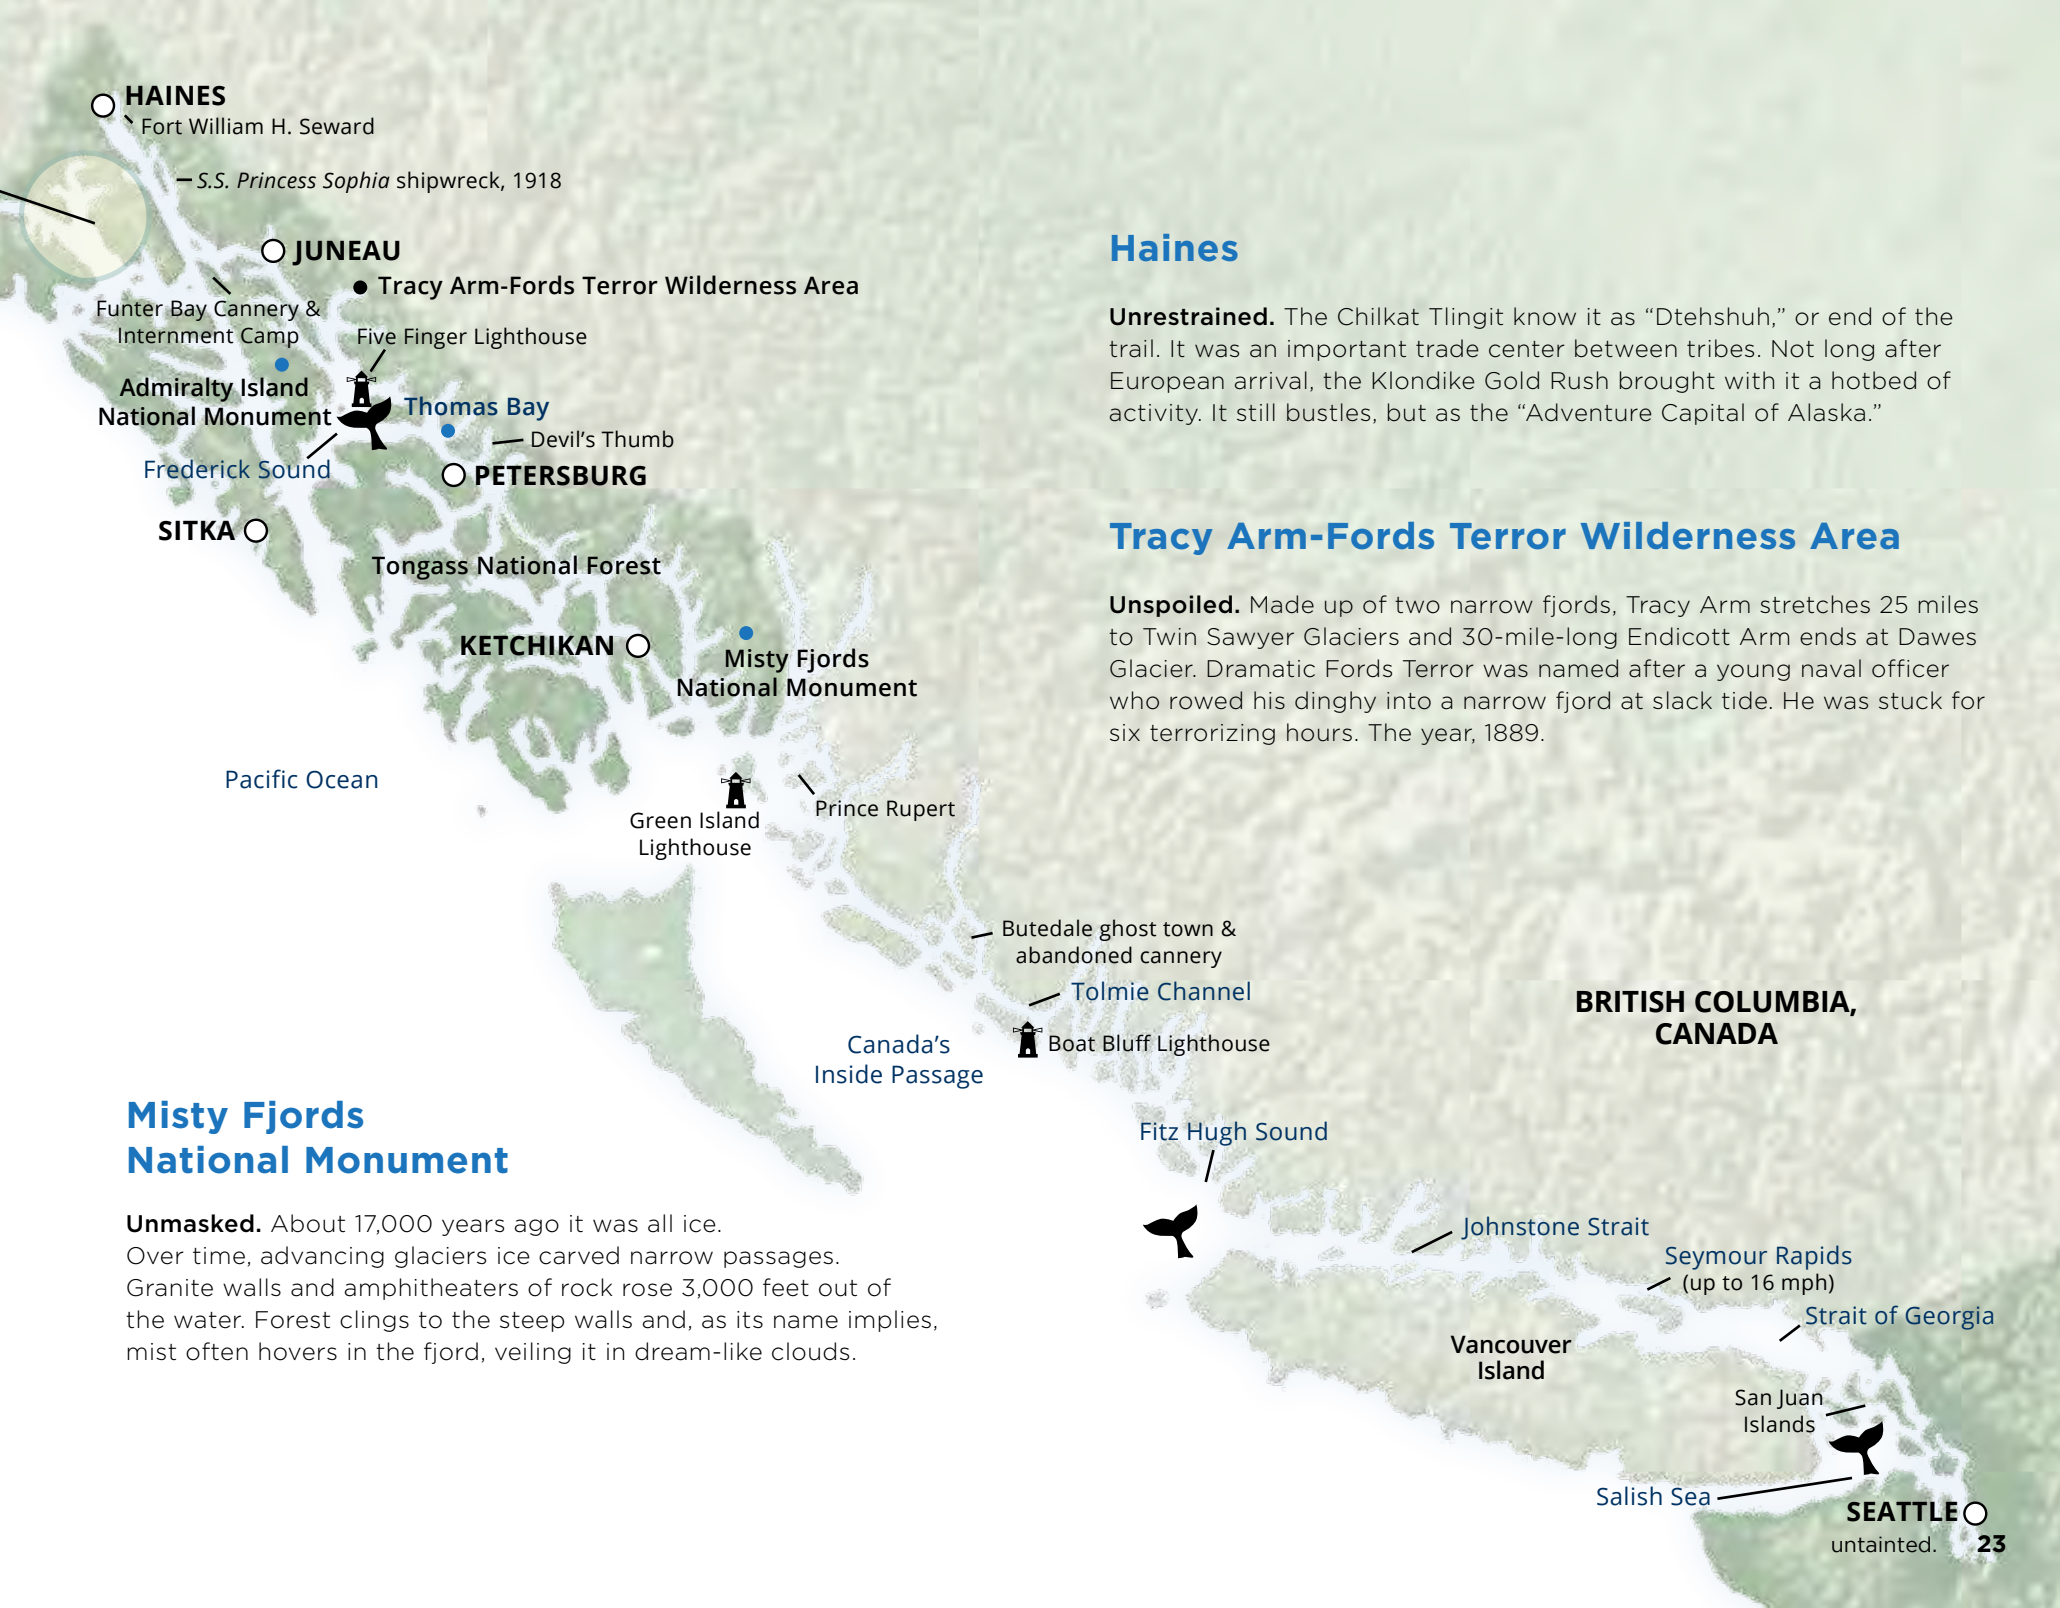 HAINES
Fort William H. Seward
S.S. Princess Sophia shipwreck, 1918
JUNEAU
Tracy Arm-Fords Terror Wilderness Area
Funter Bay Cannery &
Internment Camp
Five Finger Lighthouse
Admiralty Island
National Monument
Thomas Bay
Devil's Thumb
Frederick Sound
PETERSBURG
SITKA
Tongass National Forest
KETCHIKAN
Misty Fjords
National Monument
Pacific Ocean
Green Island
Lighthouse
Prince Rupert
Butedale ghost town &
abandoned cannery
Tolmie Channel
Canada's
Inside Passage
Boat Bluff Lighthouse
BRITISH COLUMBIA,
CANADA
Fitz Hugh Sound
Johnstone Strait
Seymour Rapids
(up to 16 mph)
Strait of Georgia
Vancouver
Island
San Juan
Islands
Salish Sea
SEATTLE
Haines
Unrestrained. The Chilkat Tlingit know it as “Dtehshuh,” or end of the
trail. It was an important trade center between tribes. Not long after
European arrival, the Klondike Gold Rush brought with it a hotbed of
activity. It still bustles, but as the “Adventure Capital of Alaska.”
Tracy Arm-Fords Terror Wilderness Area
Unspoiled. Made up of two narrow fjords, Tracy Arm stretches 25 miles
to Twin Sawyer Glaciers and 30-mile-long Endicott Arm ends at Dawes
Glacier. Dramatic Fords Terror was named after a young naval officer
who rowed his dinghy into a narrow fjord at slack tide. He was stuck for
six terrorizing hours. The year, 1889.
Misty Fjords
National Monument
Unmasked. About 17,000 years ago it was all ice.
Over time, advancing glaciers ice carved narrow passages.
Granite walls and amphitheaters of rock rose 3,000 feet out of
the water. Forest clings to the steep walls and, as its name implies,
mist often hovers in the fjord, veiling it in dream-like clouds.
untainted. 23